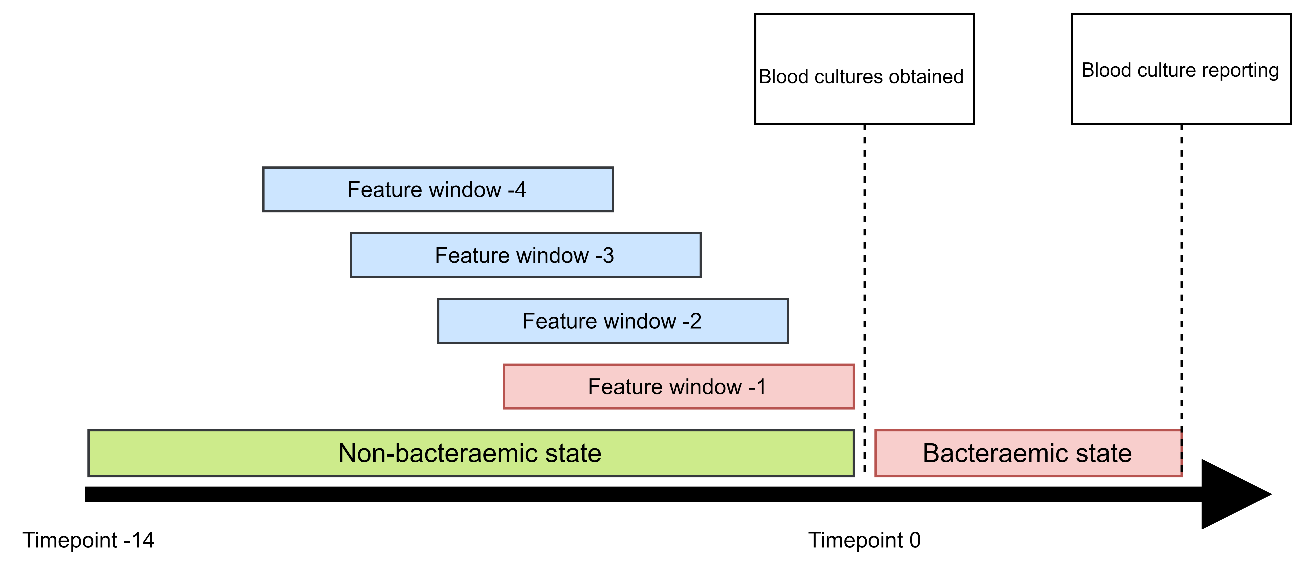 Blood cultures obtained
Blood culture reporting
Feature window -4
Feature window -3
Feature window -2
Feature window -1
Non-bacteraemic state
Bacteraemic state
Timepoint -14
Timepoint 0